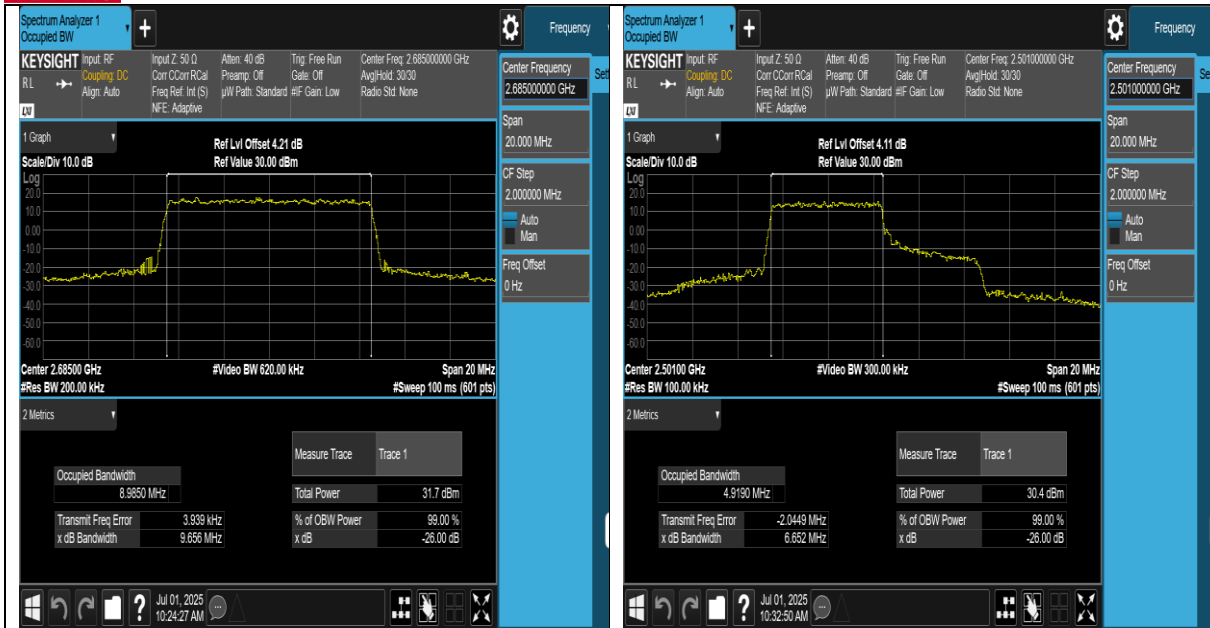 Spectrum Analyzer 1
Occupied BW
+
Frequency
KEYSIGHT
Input: RF
Coupling: DC
Align: Auto
Input Z: 50 Ω
Corr CCorr RCal
Freq Ref: Int (S)
NFE: Adaptive
Atten: 40 dB
Preamp: Off
µW Path: Standard
Trig: Free Run
Gate: Off
#IF Gain: Low
Center Freq: 2.685000000 GHz
Avg|Hold: 30/30
Radio Std: None
RL
LXI
Center Frequency
2.685000000 GHz
Span
20.000 MHz
CF Step
2.000000 MHz
Auto
Man
Freq Offset
0 Hz
1 Graph
Scale/Div 10.0 dB
Ref Lvl Offset 4.21 dB
Ref Value 30.00 dBm
Log
20.0
10.0
0.00
-10.0
-20.0
-30.0
-40.0
-50.0
-60.0
Center 2.68500 GHz
#Video BW 620.00 kHz
Span 20 MHz
#Res BW 200.00 kHz
#Sweep 100 ms (601 pts)
2 Metrics
Measure Trace Trace 1
Occupied Bandwidth
8.9850 MHz
Total Power 31.7 dBm
Transmit Freq Error 3.939 kHz
% of OBW Power 99.00 %
x dB Bandwidth 9.656 MHz
x dB -26.00 dB
?
Jul 01, 2025
10:24:27 AM
Set
Spectrum Analyzer 1
Occupied BW
+
Frequency
KEYSIGHT
Input: RF
Coupling: DC
Align: Auto
Input Z: 50 Ω
Corr CCorr RCal
Freq Ref: Int (S)
NFE: Adaptive
Atten: 40 dB
Preamp: Off
µW Path: Standard
Trig: Free Run
Gate: Off
#IF Gain: Low
Center Freq: 2.501000000 GHz
Avg|Hold: 30/30
Radio Std: None
RL
LXI
Center Frequency
2.501000000 GHz
Span
20.000 MHz
CF Step
2.000000 MHz
Auto
Man
Freq Offset
0 Hz
1 Graph
Scale/Div 10.0 dB
Ref Lvl Offset 4.11 dB
Ref Value 30.00 dBm
Log
20.0
10.0
0.00
-10.0
-20.0
-30.0
-40.0
-50.0
-60.0
Center 2.50100 GHz
#Video BW 300.00 kHz
Span 20 MHz
#Res BW 100.00 kHz
#Sweep 100 ms (601 pts)
2 Metrics
Measure Trace Trace 1
Occupied Bandwidth
4.9190 MHz
Total Power 30.4 dBm
Transmit Freq Error -2.0449 MHz
% of OBW Power 99.00 %
x dB Bandwidth 6.652 MHz
x dB -26.00 dB
?
Jul 01, 2025
10:32:50 AM
Se